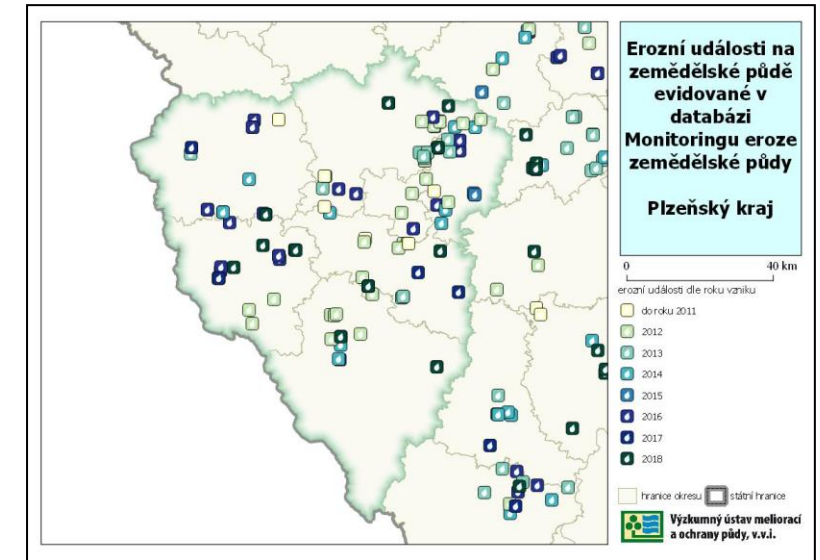 Erozní události na
zemědělské půdě
evidované v
databázi
Monitoringu eroze
zemědělské půdy
Plzeňský kraj
0 40 km
erozní události dle roku vzniku
do roku 2011
2012
2013
2014
2015
2016
2017
2018
hranice okresu státní hranice
Výzkumný ústav meliorací
a ochrany půdy, v.v.i.